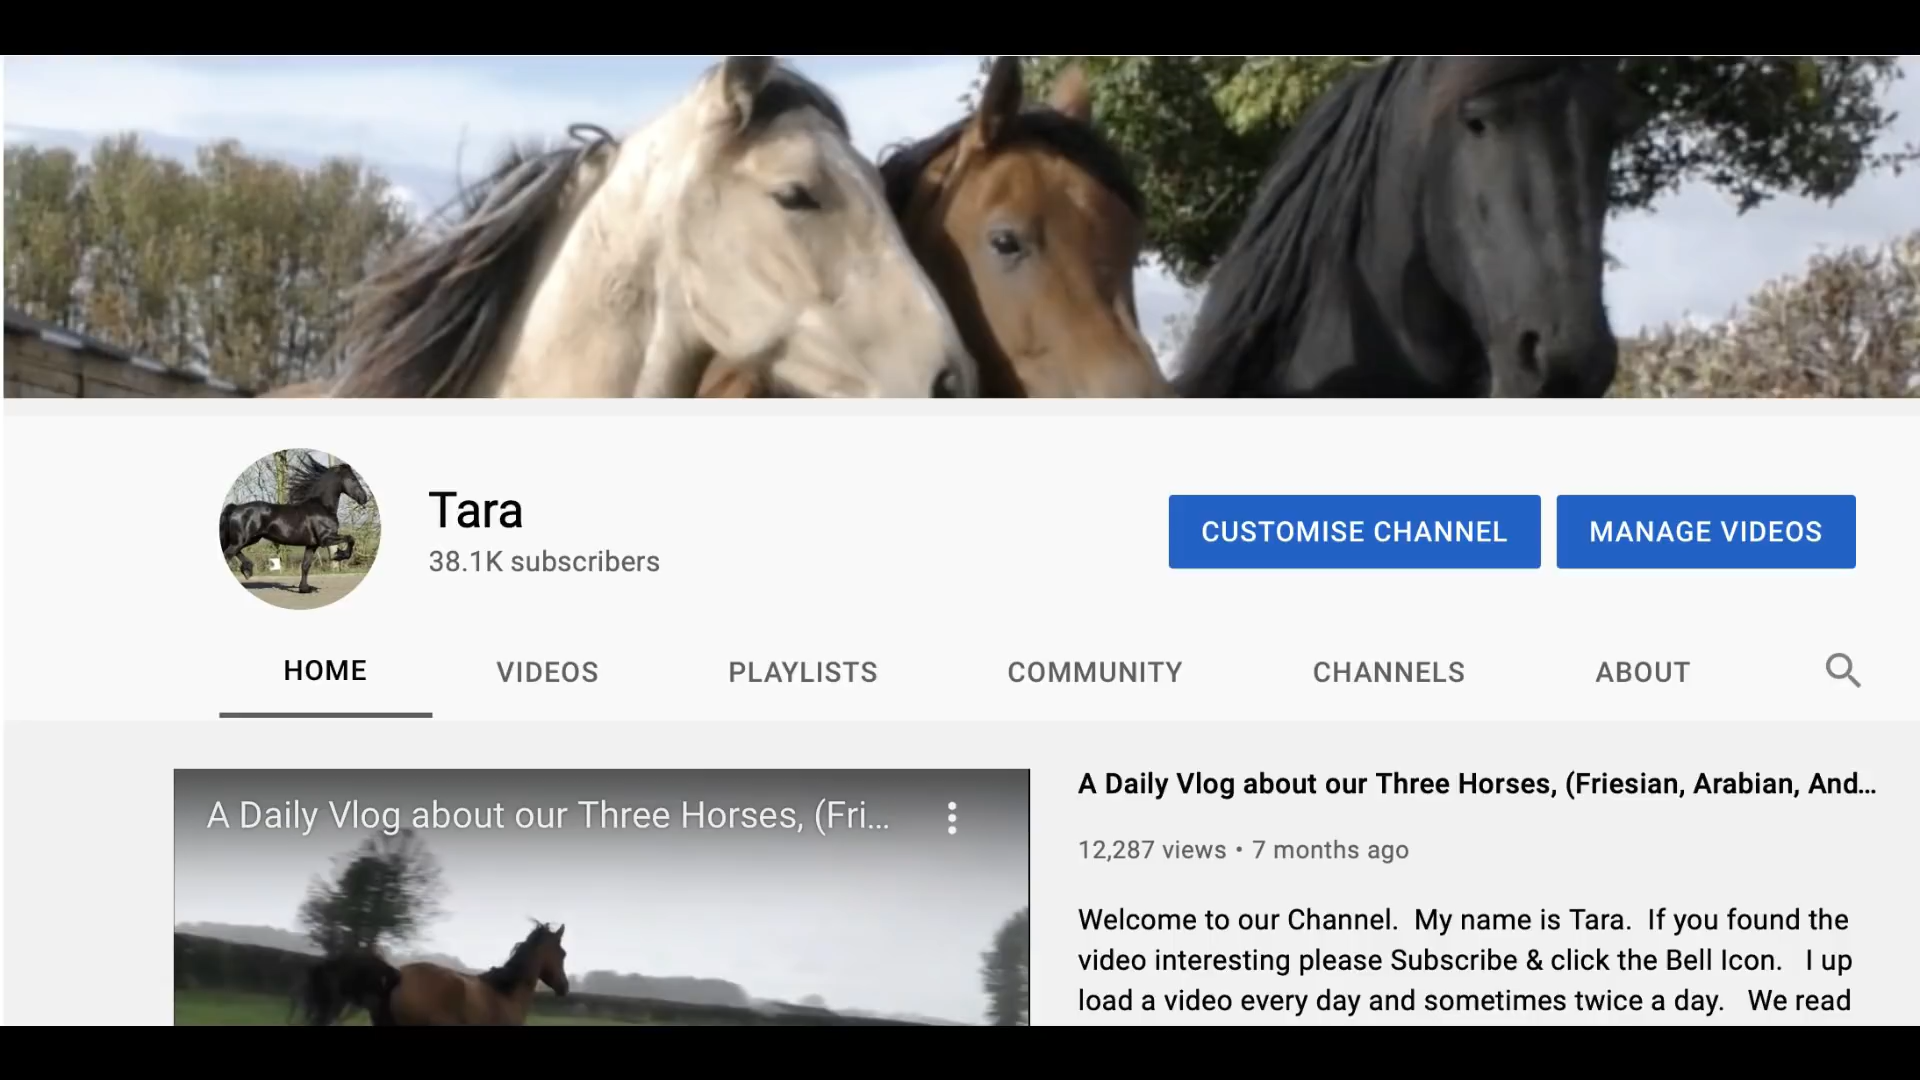 Tara
38.1K subscribers
CUSTOMISE CHANNEL
MANAGE VIDEOS
HOME
VIDEOS
PLAYLISTS
COMMUNITY
CHANNELS
ABOUT
A Daily Vlog about our Three Horses, (Fri...
A Daily Vlog about our Three Horses, (Friesian, Arabian, And...
12,287 views • 7 months ago
Welcome to our Channel.  My name is Tara.  If you found the
video interesting please Subscribe & click the Bell Icon.   I up
load a video every day and sometimes twice a day.   We read